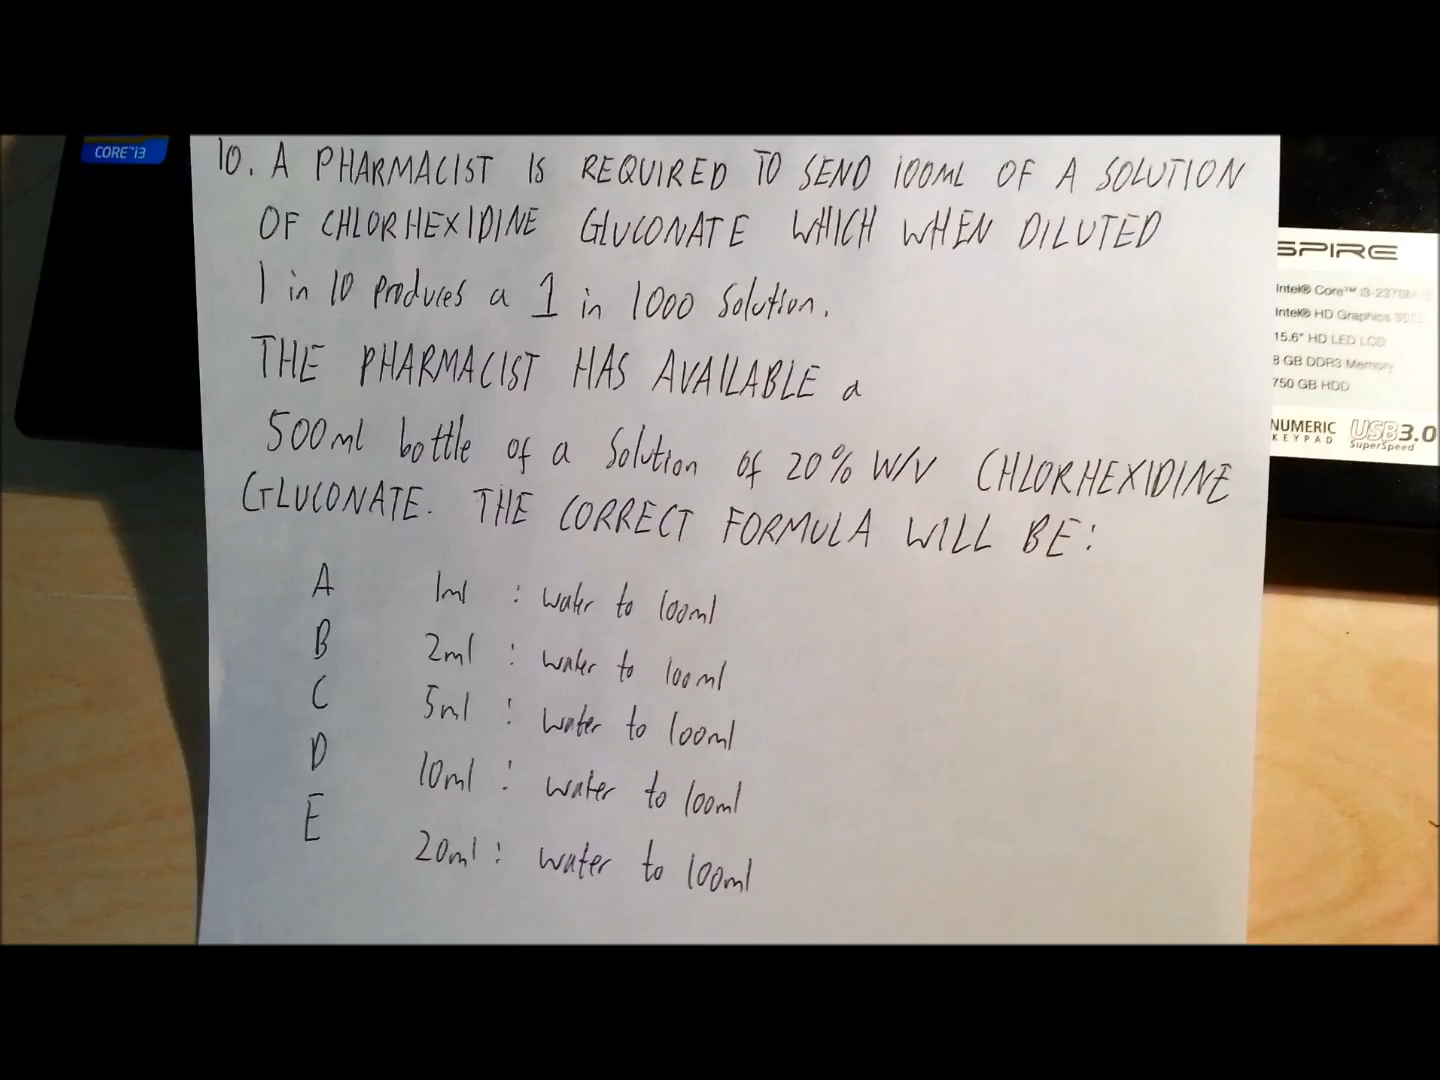 CORE i3
10. A PHARMACIST IS REQUIRED TO SEND 100ML OF A SOLUTION
OF CHLORHEXIDINE GLUCONATE WHICH WHEN DILUTED
1 in 10 produces a 1 in 1000 solution.
THE PHARMACIST HAS AVAILABLE a
500ml bottle of a solution of 20% W/V CHLORHEXIDINE
GLUCONATE. THE CORRECT FORMULA WILL BE:
A 1ml : water to 100ml
B 2ml : water to 100ml
C 5ml : water to 100ml
D 10ml : water to 100ml
E 20ml : water to 100ml
SPIRE
Intel® Core™ i3-2370M
Intel® HD Graphics
15.6" HD LED LCD
8 GB DDR3 Memory
750 GB HDD
NUMERIC
KEYPAD
USB 3.0
SuperSpeed